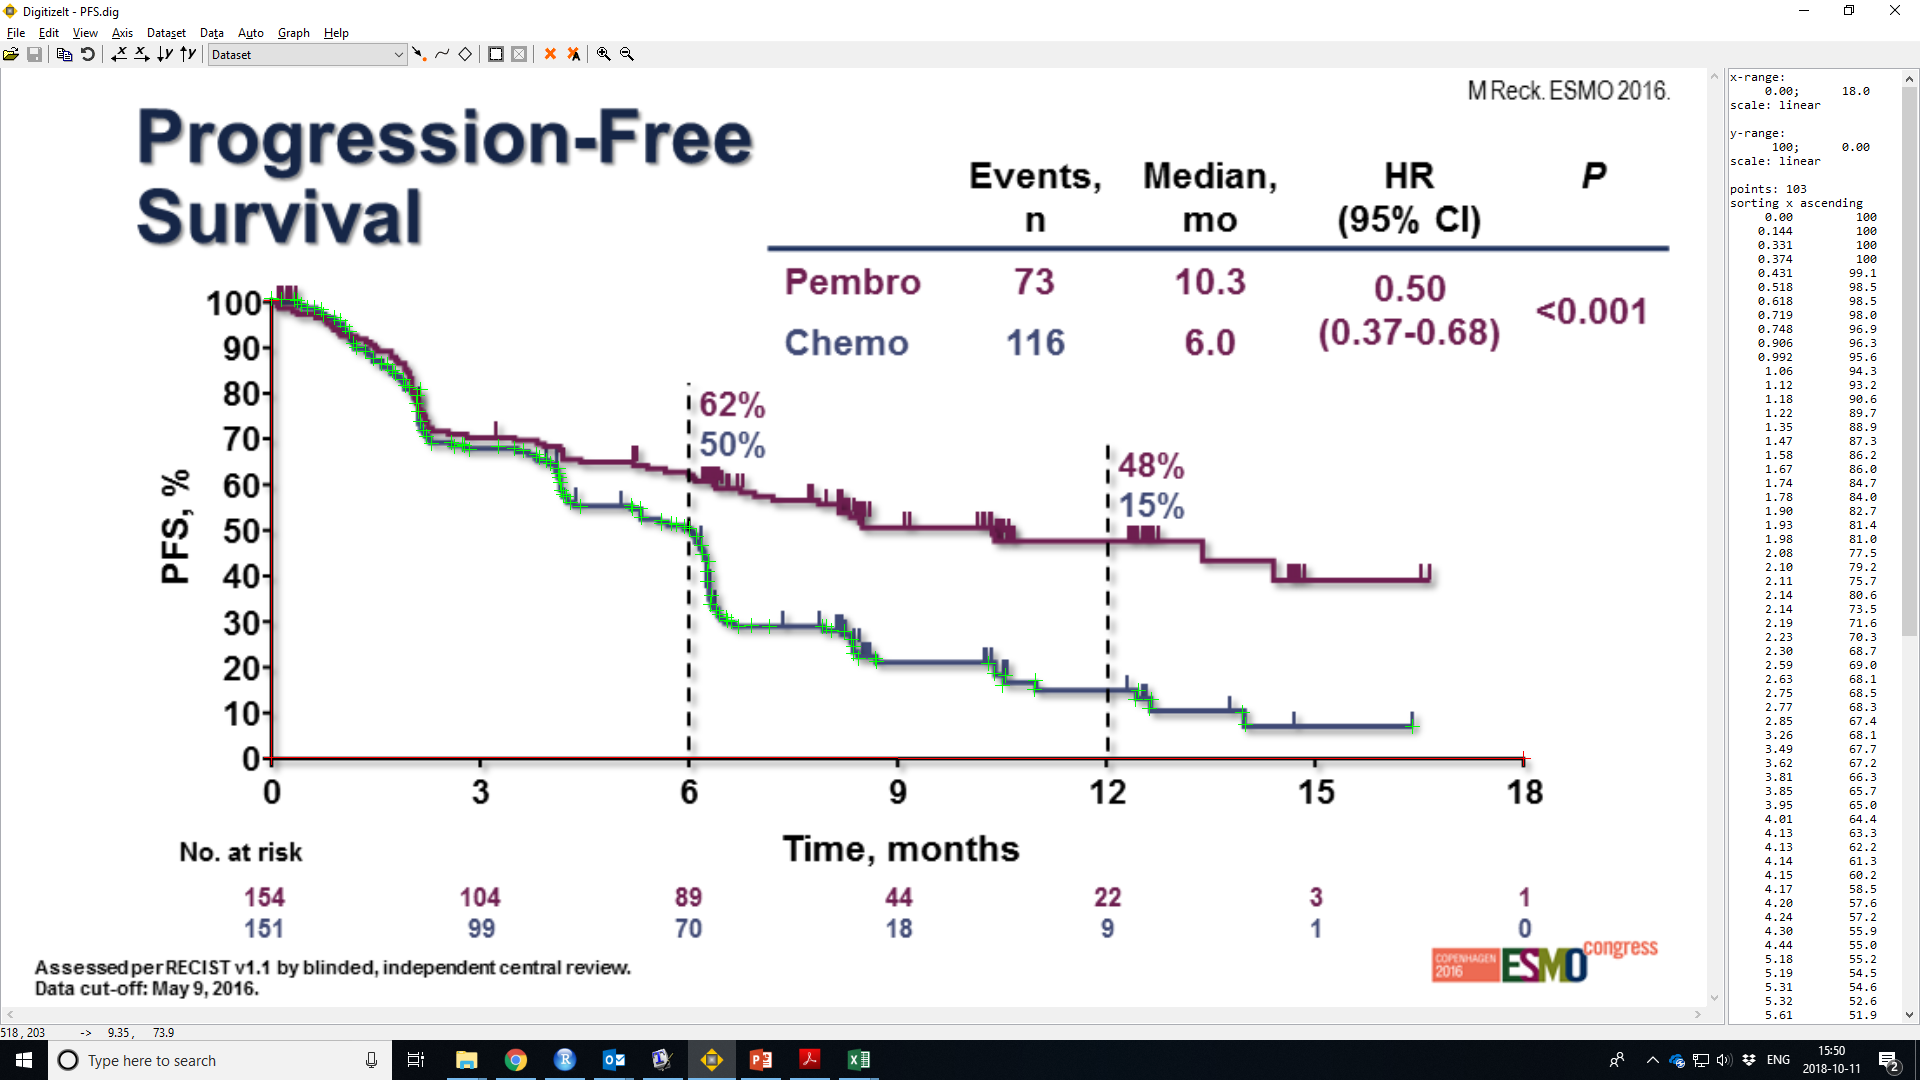 DigitizeIt - PFS.dig
File Edit View Axis Dataset Data Auto Graph Help
Dataset
M Reck. ESMO 2016.
Progression-Free
Survival
Events, n Median, mo HR (95% CI) P
Pembro 73 10.3 0.50 (0.37-0.68) <0.001
Chemo 116 6.0
100
90
80
70
60
50
40
30
20
10
0
PFS, %
62%
50%
48%
15%
0 3 6 9 12 15 18
Time, months
No. at risk
154 104 89 44 22 3 1
151 99 70 18 9 1 0
Assessed per RECIST v1.1 by blinded, independent central review.
Data cut-off: May 9, 2016.
COPENHAGEN
2016
ESMO congress
x-range:
0.00; 18.0
scale: linear
y-range:
100; 0.00
scale: linear
points: 103
sorting x ascending
0.00 100
0.144 100
0.331 100
0.374 100
0.431 99.1
0.518 98.5
0.618 98.5
0.719 98.0
0.748 96.9
0.906 96.3
0.992 95.6
1.06 94.3
1.12 93.2
1.18 90.6
1.22 89.7
1.35 88.9
1.47 87.3
1.58 86.2
1.67 86.0
1.74 84.7
1.78 84.0
1.90 82.7
1.93 81.4
1.98 81.0
2.08 77.5
2.10 79.2
2.11 75.7
2.14 80.6
2.14 73.5
2.19 71.6
2.23 70.3
2.30 68.7
2.59 69.0
2.63 68.1
2.75 68.5
2.77 68.3
2.85 67.4
3.26 68.1
3.49 67.7
3.62 67.2
3.81 66.3
3.85 65.7
3.95 65.0
4.01 64.4
4.13 63.3
4.13 62.2
4.14 61.3
4.15 60.2
4.17 58.5
4.20 57.6
4.24 57.2
4.30 55.9
4.44 55.0
5.18 55.2
5.19 54.5
5.31 54.6
5.32 52.6
5.61 51.9
518 , 203 -> 9.35 , 73.9
Type here to search
ENG
15:50
2018-10-11
2